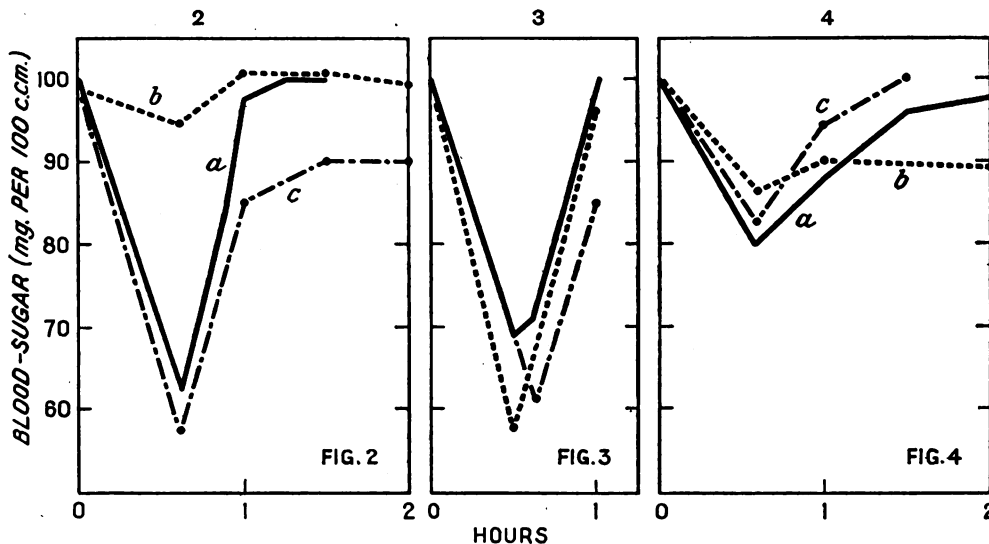 2 3 4
BLOOD-SUGAR (mg. PER 100 c.cm.)
100
90
80
70
60
b
a
c
FIG.2
0 1 2
FIG.3
0 1
c
b
a
FIG.4
0 1 2
HOURS